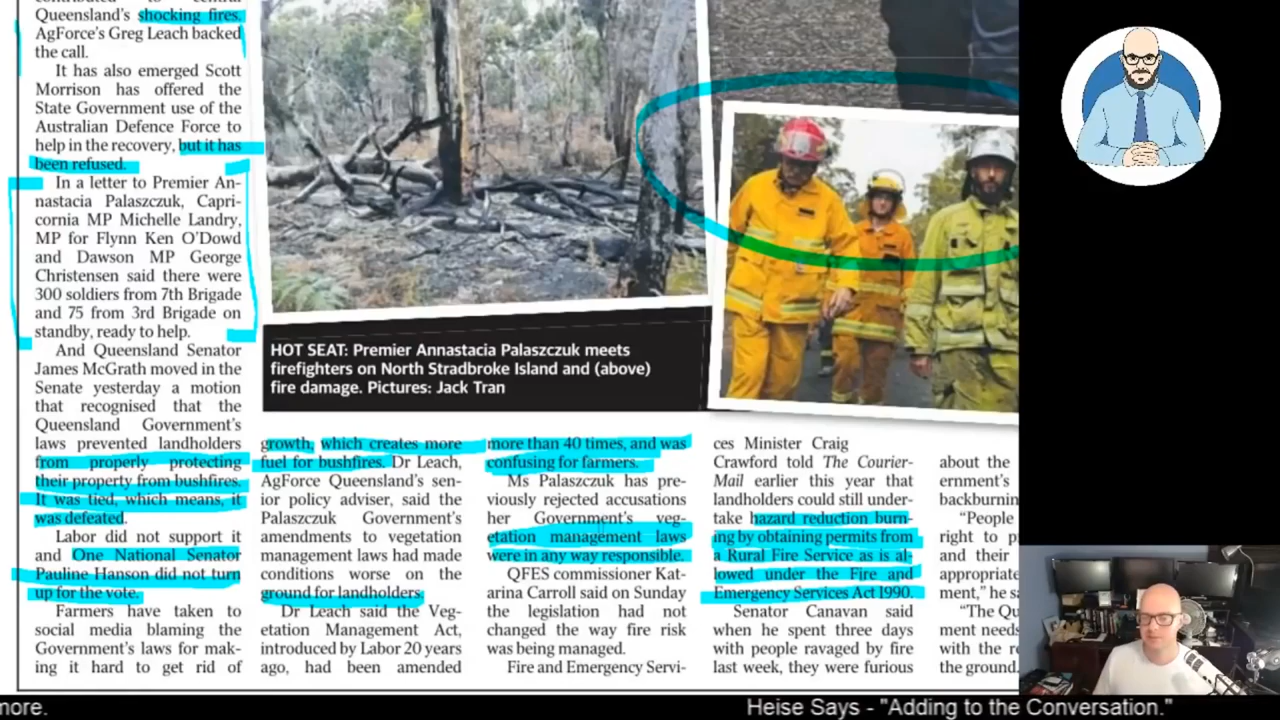 contributed to central
Queensland's shocking fires.
AgForce's Greg Leach backed
the call.
It has also emerged Scott
Morrison has offered the
State Government use of the
Australian Defence Force to
help in the recovery, but it has
been refused.
In a letter to Premier An-
nastacia Palaszczuk, Capri-
cornia MP Michelle Landry,
MP for Flynn Ken O'Dowd
and Dawson MP George
Christensen said there were
300 soldiers from 7th Brigade
and 75 from 3rd Brigade on
standby, ready to help.
And Queensland Senator
James McGrath moved in the
Senate yesterday a motion
that recognised that the
Queensland Government's
laws prevented landholders
from properly protecting
their property from bushfires.
It was tied, which means, it
was defeated.
Labor did not support it
and One National Senator
Pauline Hanson did not turn
up for the vote.
Farmers have taken to
social media blaming the
Government's laws for mak-
ing it hard to get rid of
HOT SEAT: Premier Annastacia Palaszczuk meets
firefighters on North Stradbroke Island and (above)
fire damage. Pictures: Jack Tran
growth, which creates more
fuel for bushfires. Dr Leach,
AgForce Queensland's sen-
ior policy adviser, said the
Palaszczuk Government's
amendments to vegetation
management laws had made
conditions worse on the
ground for landholders.
Dr Leach said the Veg-
etation Management Act,
introduced by Labor 20 years
ago, had been amended
more than 40 times, and was
confusing for farmers.
Ms Palaszczuk has pre-
viously rejected accusations
her Government's veg-
etation management laws
were in any way responsible.
QFES commissioner Kat-
arina Carroll said on Sunday
the legislation had not
changed the way fire risk
was being managed.
Fire and Emergency Servi-
ces Minister Craig
Crawford told The Courier-
Mail earlier this year that
landholders could still under-
take hazard reduction burn-
ing by obtaining permits from
a Rural Fire Service as is al-
lowed under the Fire and
Emergency Services Act 1990.
Senator Canavan said
when he spent three days
with people ravaged by fire
last week, they were furious
about the
ernment's
backburnin
"People
right to p
and their
appropriate
ment," he sa
"The Qu
ment needs
with the r
the ground.
more.
Heise Says - "Adding to the Conversation."